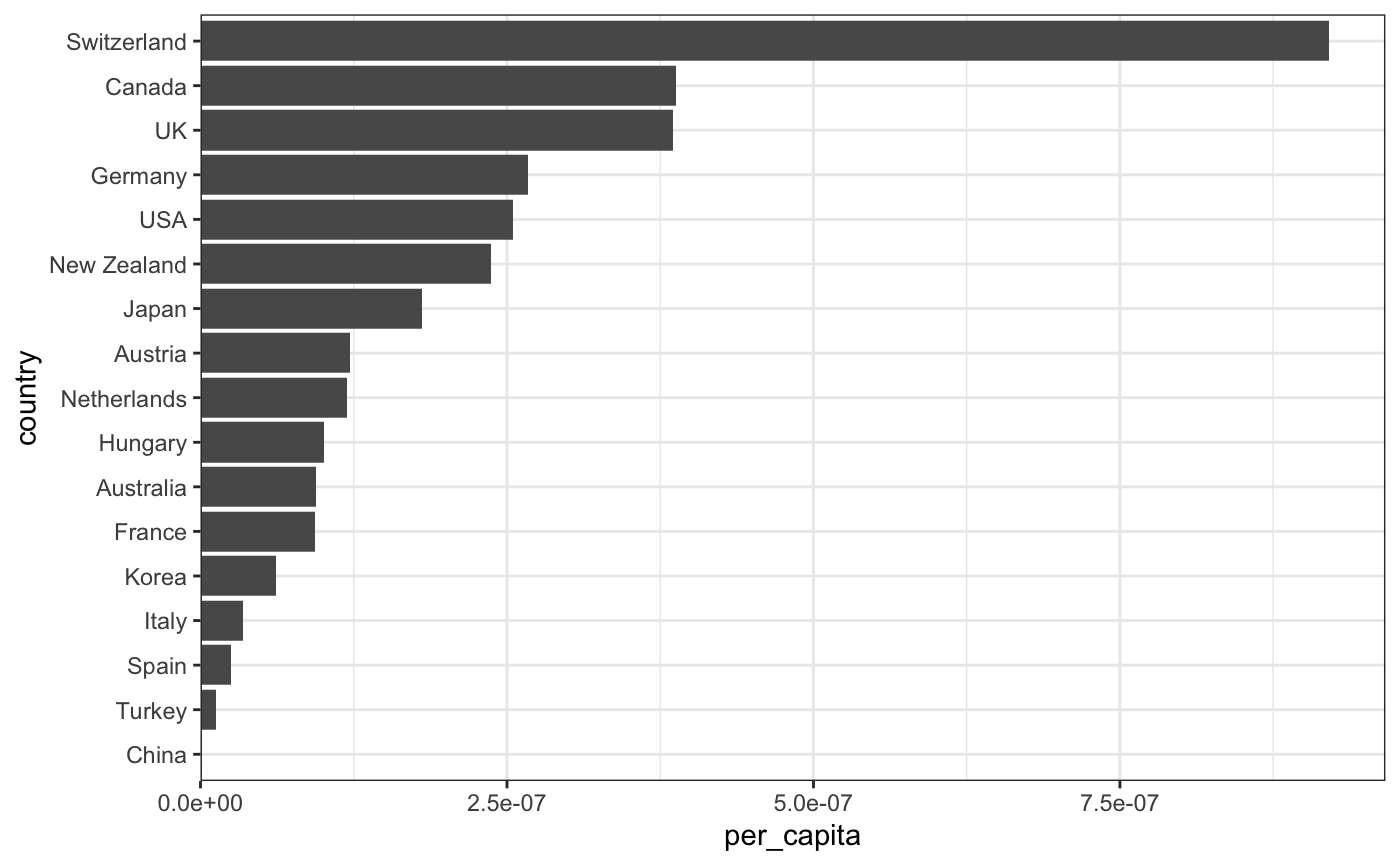 Switzerland
Canada
UK
Germany
USA
New Zealand
Japan
Austria
Netherlands
Hungary
Australia
France
Korea
Italy
Spain
Turkey
China
country
0.0e+00 2.5e-07 5.0e-07 7.5e-07
per_capita